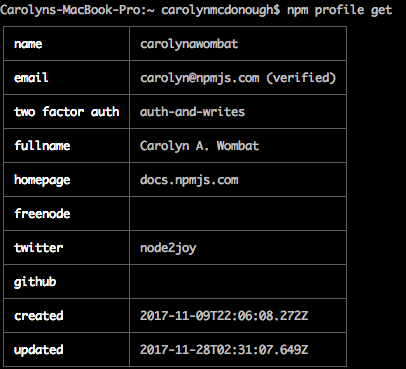 Carolyns-MacBook-Pro:~ carolynmcdonough$ npm profile get
name carolynawombat
email carolyn@npmjs.com (verified)
two factor auth auth-and-writes
fullname Carolyn A. Wombat
homepage docs.npmjs.com
freenode
twitter node2joy
github
created 2017-11-09T22:06:08.272Z
updated 2017-11-28T02:31:07.649Z